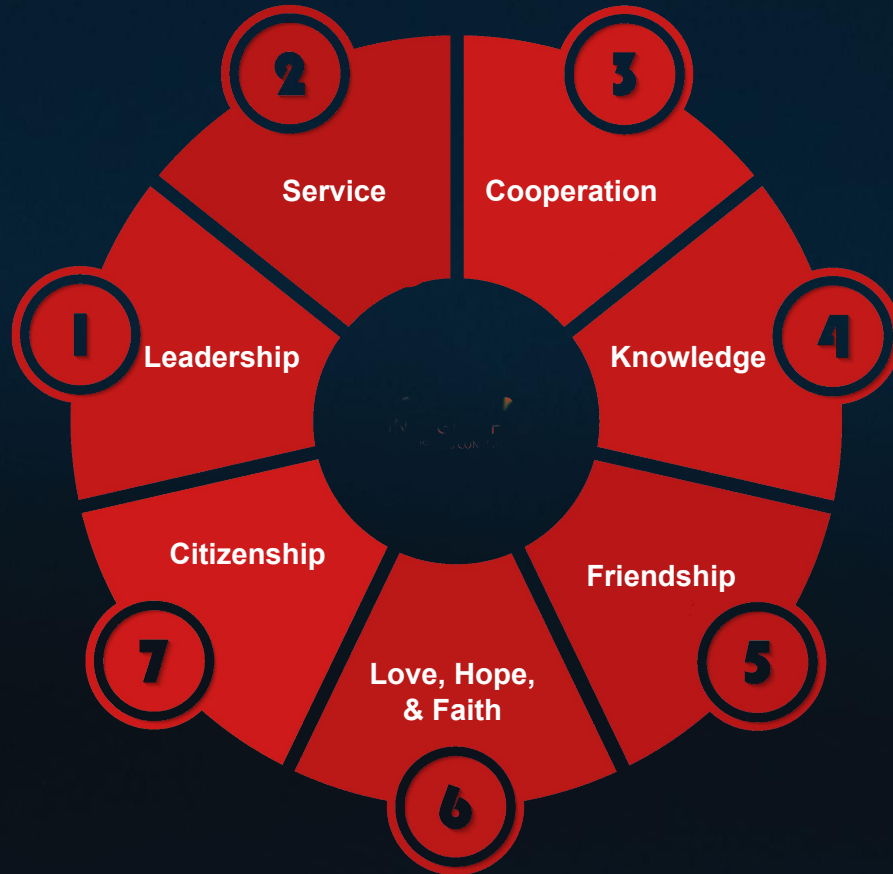 1
Leadership
2
Service
3
Cooperation
4
Knowledge
5
Friendship
6
Love, Hope,
& Faith
7
Citizenship